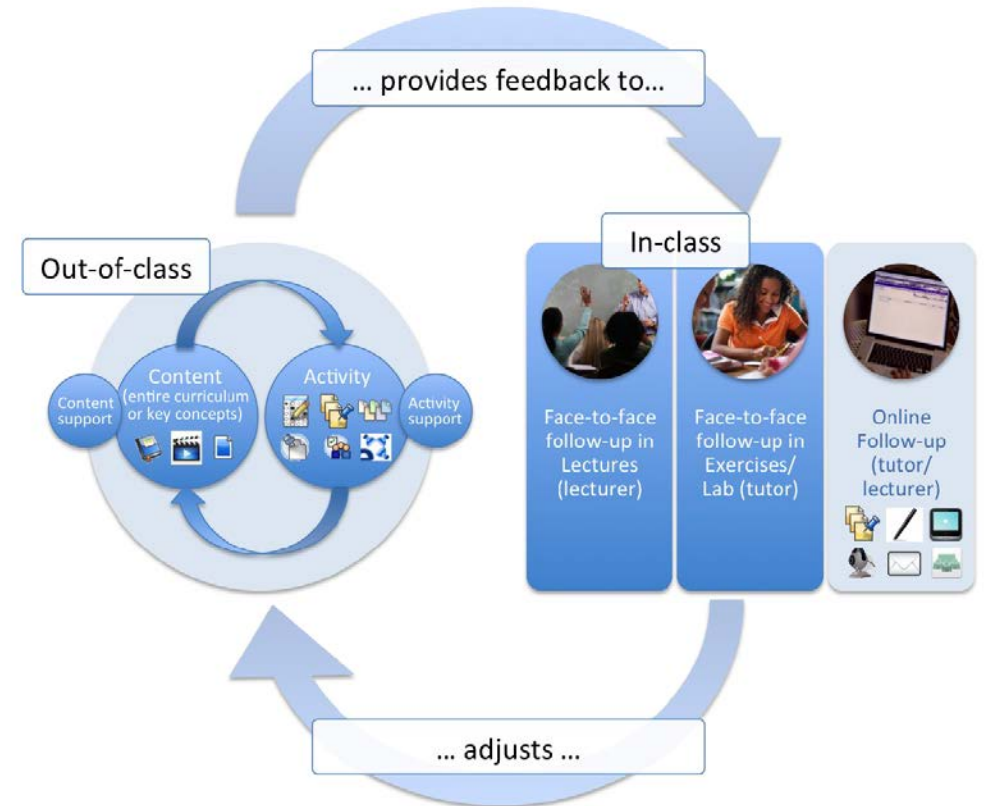 ... provides feedback to...
Out-of-class
Content
(entire curriculum
or key concepts)
Content
support
Activity
Activity
support
In-class
Face-to-face
follow-up in
Lectures
(lecturer)
Face-to-face
follow-up in
Exercises/
Lab (tutor)
Online
Follow-up
(tutor/
lecturer)
... adjusts ...